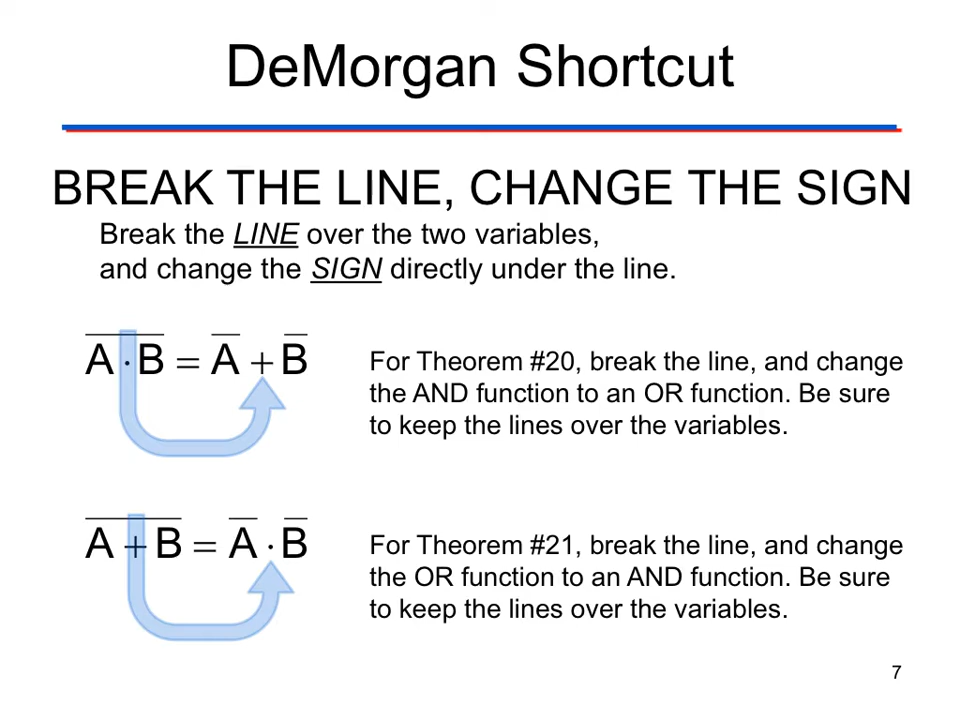 DeMorgan Shortcut
BREAK THE LINE, CHANGE THE SIGN
Break the LINE over the two variables,
and change the SIGN directly under the line.
A̅ ̅·̅ ̅B̅ = A̅ + B̅
For Theorem #20, break the line, and change
the AND function to an OR function. Be sure
to keep the lines over the variables.
A̅ ̅+̅ ̅B̅ = A̅ · B̅
For Theorem #21, break the line, and change
the OR function to an AND function. Be sure
to keep the lines over the variables.
7